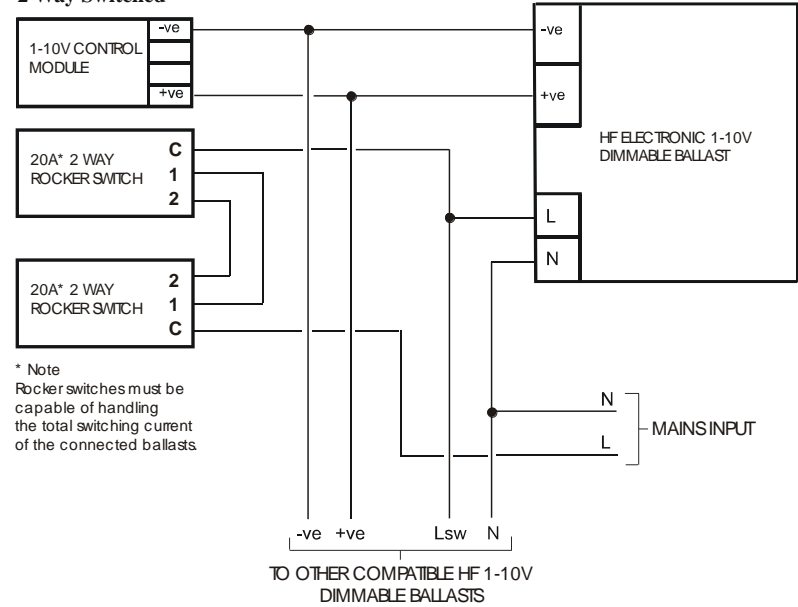 2 Way Switched
1-10V CONTROL
MODULE
-ve
+ve
-ve
+ve
HF ELECTRONIC 1-10V
DIMMABLE BALLAST
L
N
20A* 2 WAY
ROCKER SWITCH
C
1
2
20A* 2 WAY
ROCKER SWITCH
2
1
C
* Note
Rocker switches must be
capable of handling
the total switching current
of the connected ballasts.
N
L
MAINS INPUT
-ve +ve Lsw N
TO OTHER COMPATIBLE HF 1-10V
DIMMABLE BALLASTS